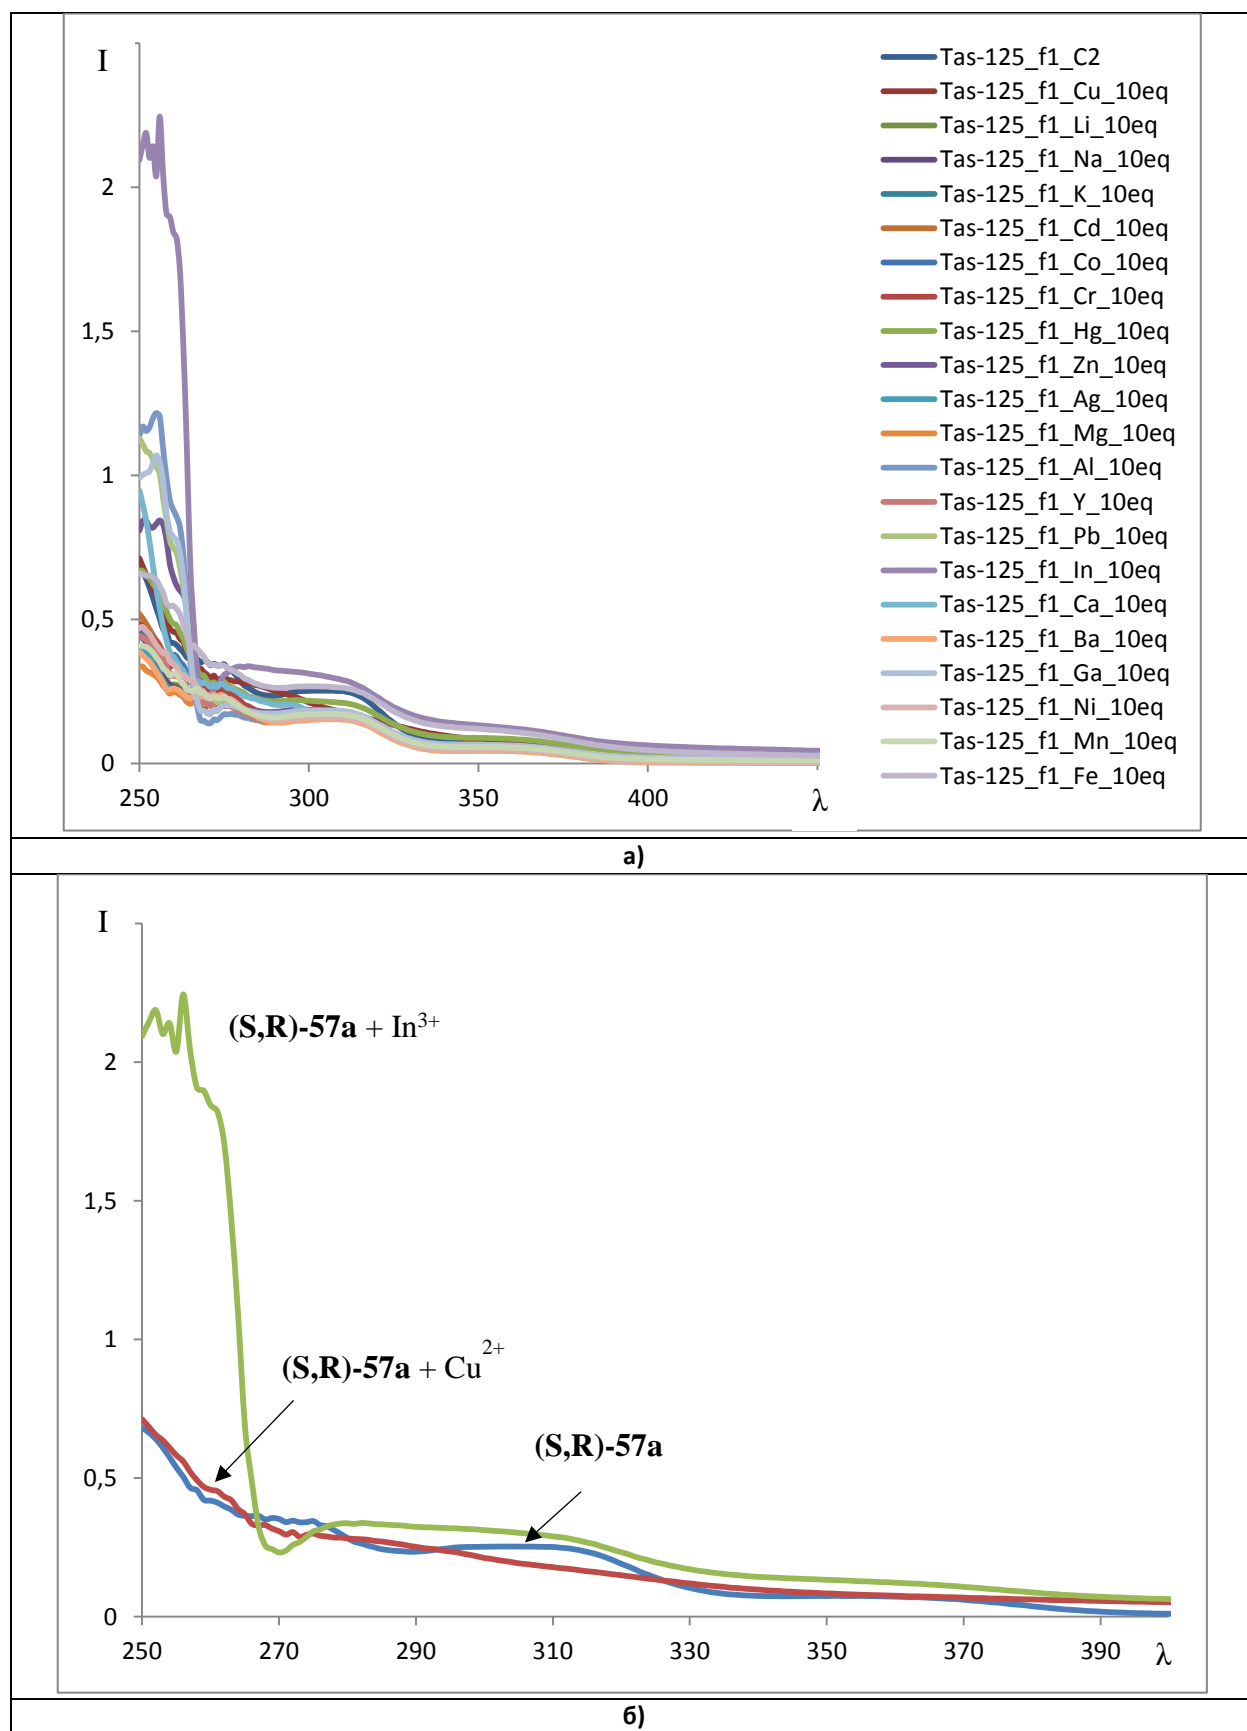 I
2
1,5
1
0,5
0
250
300
350
400
λ
Tas-125_f1_C2
Tas-125_f1_Cu_10eq
Tas-125_f1_Li_10eq
Tas-125_f1_Na_10eq
Tas-125_f1_K_10eq
Tas-125_f1_Cd_10eq
Tas-125_f1_Co_10eq
Tas-125_f1_Cr_10eq
Tas-125_f1_Hg_10eq
Tas-125_f1_Zn_10eq
Tas-125_f1_Ag_10eq
Tas-125_f1_Mg_10eq
Tas-125_f1_Al_10eq
Tas-125_f1_Y_10eq
Tas-125_f1_Pb_10eq
Tas-125_f1_In_10eq
Tas-125_f1_Ca_10eq
Tas-125_f1_Ba_10eq
Tas-125_f1_Ga_10eq
Tas-125_f1_Ni_10eq
Tas-125_f1_Mn_10eq
Tas-125_f1_Fe_10eq
а)
I
2
1,5
1
0,5
0
(S,R)-57a + In³⁺
(S,R)-57a + Cu²⁺
(S,R)-57a
250
270
290
310
330
350
370
390
λ
б)